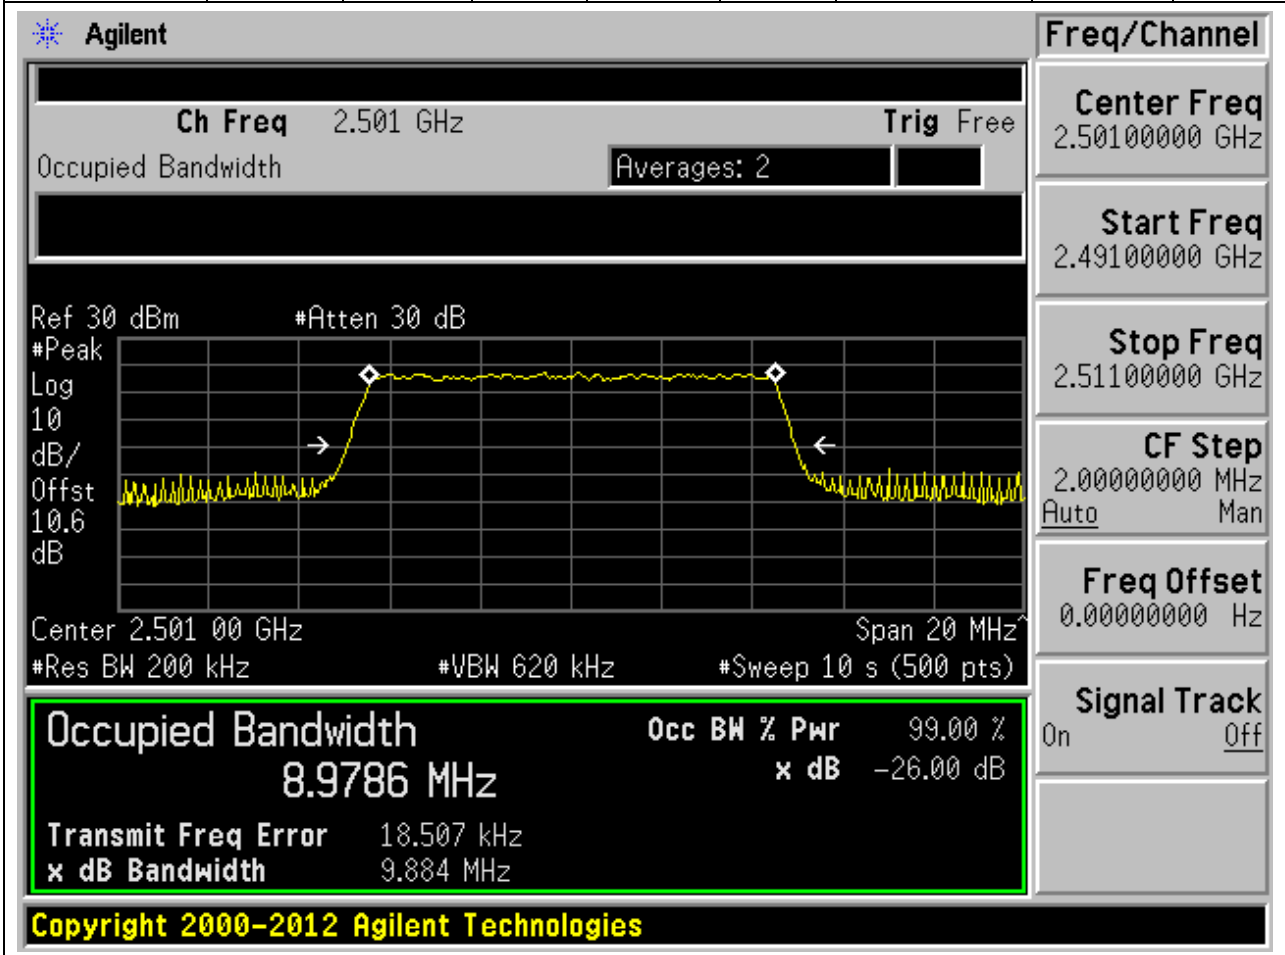 Agilent
Freq/Channel
Ch Freq 2.501 GHz Trig Free
Occupied Bandwidth Averages: 2
Center Freq
2.50100000 GHz
Start Freq
2.49100000 GHz
Stop Freq
2.51100000 GHz
CF Step
2.00000000 MHz
Auto Man
Freq Offset
0.00000000 Hz
Signal Track
On Off
Ref 30 dBm #Atten 30 dB
#Peak
Log
10
dB/
Offst
10.6
dB
Center 2.501 00 GHz Span 20 MHz^
#Res BW 200 kHz #VBW 620 kHz #Sweep 10 s (500 pts)
Occupied Bandwidth Occ BW % Pwr 99.00 %
8.9786 MHz x dB -26.00 dB
Transmit Freq Error 18.507 kHz
x dB Bandwidth 9.884 MHz
Copyright 2000-2012 Agilent Technologies